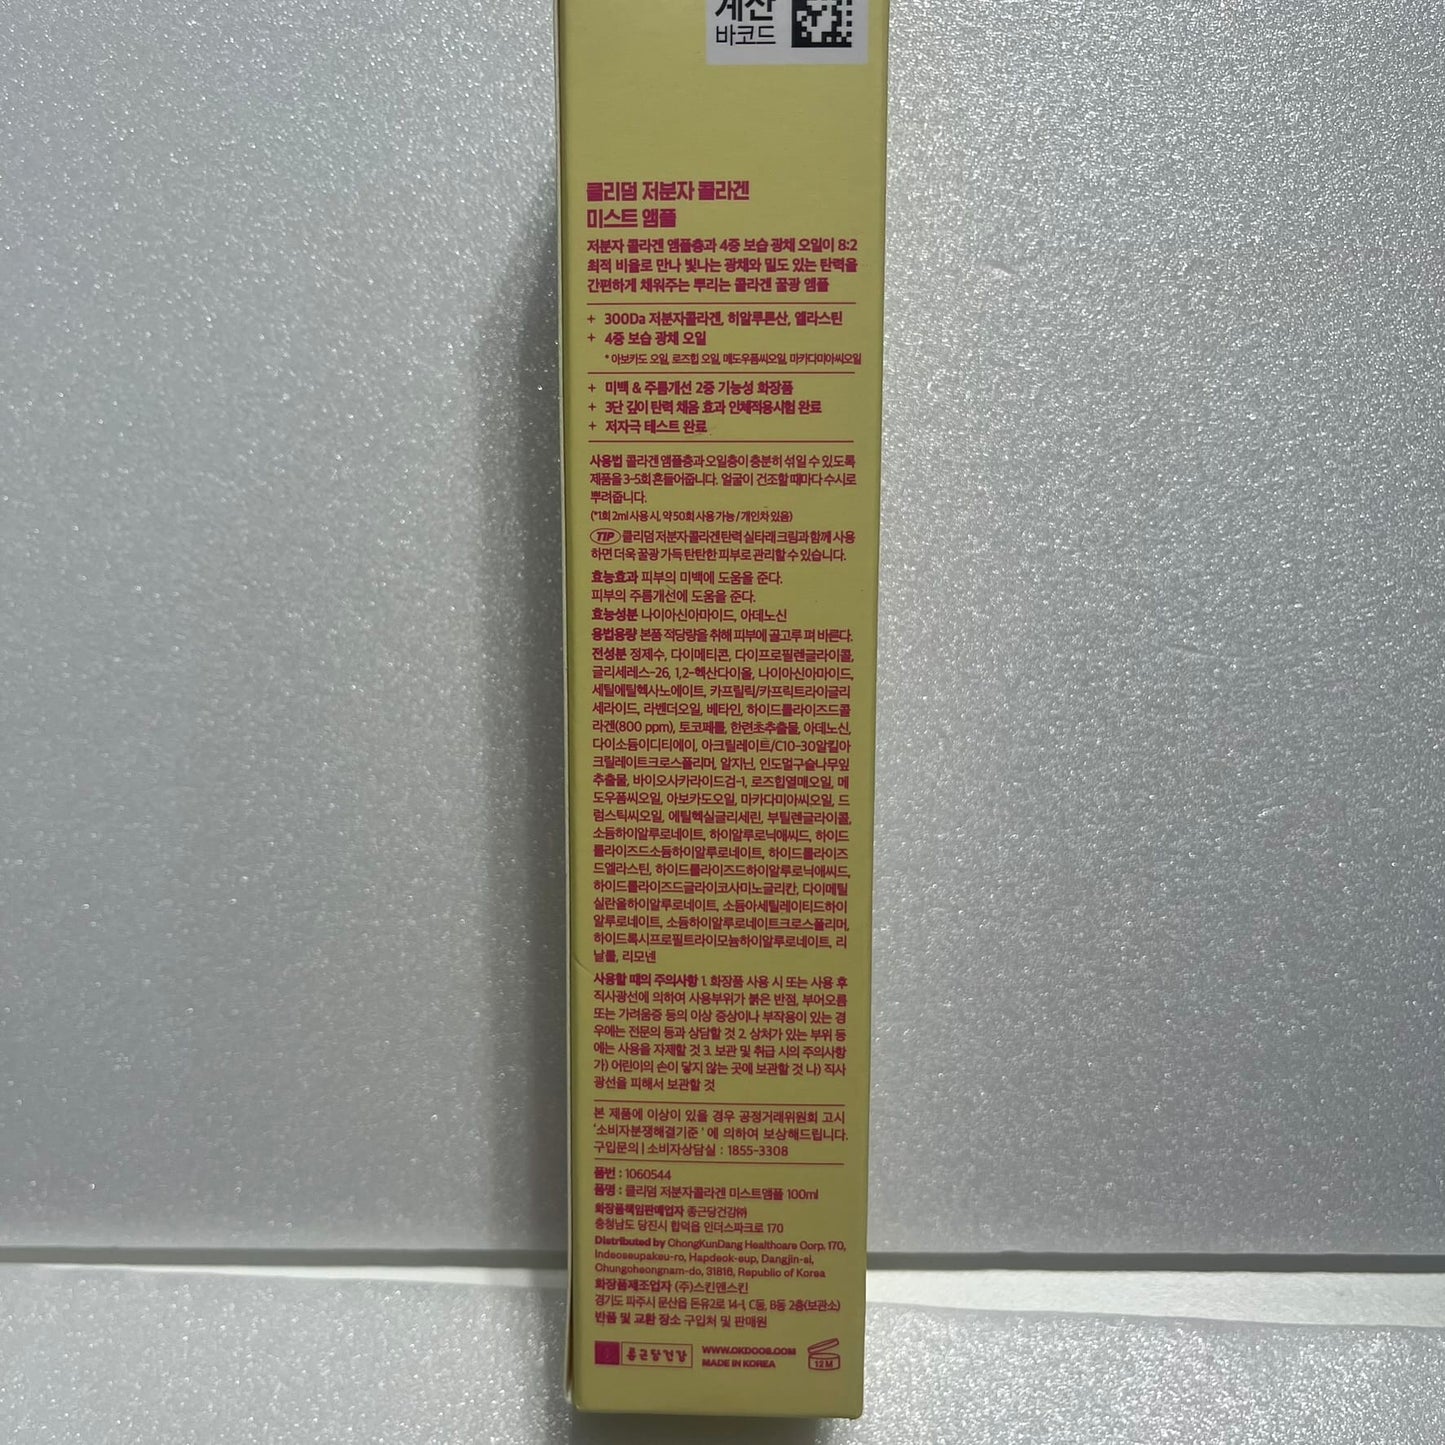 계산
바코드
클리덤 저분자 콜라겐
미스트 앰플
저분자 콜라겐 앰플층과 4중 보습 광채 오일이 8:2
최적 비율로 만나 빛나는 광채와 밀도 있는 탄력을
간편하게 채워주는 뿌리는 콜라겐 꿀광 앰플
+ 300Da 저분자콜라겐, 히알루론산, 엘라스틴
+ 4중 보습 광채 오일
* 아보카도 오일, 로즈힙 오일, 메도우폼씨오일, 마카다미아씨오일
+ 미백 & 주름개선 2중 기능성 화장품
+ 3단 깊이 탄력 채움 효과 인체적용시험 완료
+ 저자극 테스트 완료
사용법 콜라겐 앰플층과 오일층이 충분히 섞일 수 있도록
제품을 3-5회 흔들어줍니다. 얼굴이 건조할 때마다 수시로
뿌려줍니다.
(*1회 2ml 사용 시, 약 50회 사용 가능 / 개인차 있음)
TIP 클리덤 저분자 콜라겐 탄력 실타래 크림과 함께 사용
하면 더욱 꿀광 가득 탄탄한 피부로 관리할 수 있습니다.
효능효과 피부의 미백에 도움을 준다.
피부의 주름개선에 도움을 준다.
효능성분 나이아신아마이드, 아데노신
용법용량 본품 적당량을 취해 피부에 골고루 펴 바른다.
전성분 정제수, 다이메티콘, 다이프로필렌글라이콜,
글리세레스-26, 1,2-헥산다이올, 나이아신아마이드,
세틸에틸헥사노에이트, 카프릴릭/카프릭트라이글리
세라이드, 라벤더오일, 베타인, 하이드롤라이즈드콜
라겐(800 ppm), 토코페롤, 한련초추출물, 아데노신,
다이소듐이디티에이, 아크릴레이트/C10-30알킬아
크릴레이트크로스폴리머, 알지닌, 인도멀구슬나무잎
추출물, 바이오사카라이드검-1, 로즈힙열매오일, 메
도우폼씨오일, 아보카도오일, 마카다미아씨오일, 드
럼스틱씨오일, 에틸헥실글리세린, 부틸렌글라이콜,
소듐하이알루로네이트, 하이알루로닉애씨드, 하이드
롤라이즈드소듐하이알루로네이트, 하이드롤라이즈
드엘라스틴, 하이드롤라이즈드하이알루로닉애씨드,
하이드롤라이즈드글라이코사미노글리칸, 다이메틸
실란올하이알루로네이트, 소듐아세틸레이티드하이
알루로네이트, 소듐하이알루로네이트크로스폴리머,
하이드록시프로필트라이모늄하이알루로네이트, 리
날룰, 리모넨
사용할 때의 주의사항 1. 화장품 사용 시 또는 사용 후
직사광선에 의하여 사용부위가 붉은 반점, 부어오름
또는 가려움증 등의 이상 증상이나 부작용이 있는 경
우에는 전문의 등과 상담할 것 2. 상처가 있는 부위 등
에는 사용을 자제할 것 3. 보관 및 취급 시의 주의사항
가) 어린이의 손이 닿지 않는 곳에 보관할 것 나) 직사
광선을 피해서 보관할 것
본 제품에 이상이 있을 경우 공정거래위원회 고시
'소비자분쟁해결기준'에 의하여 보상해드립니다.
구입문의 | 소비자상담실 : 1855-3308
품번 : 1060544
품명 : 클리덤 저분자콜라겐 미스트앰플 100ml
화장품책임판매업자 종근당건강㈜
충청남도 당진시 합덕읍 인더스파크로 170
Distributed by ChongKunDang Healthcare Corp. 170,
Indeoseupakeu-ro, Hapdeok-eup, Dangjin-si,
Chungcheongnam-do, 31816, Republic of Korea
화장품제조업자 (주)스킨앤스킨
경기도 파주시 문산읍 돈유2로 14-1, C동, B동 2층(보관소)
반품 및 교환 장소 구입처 및 판매원
종근당건강
WWW.CKDOOB.COM
MADE IN KOREA
12 M